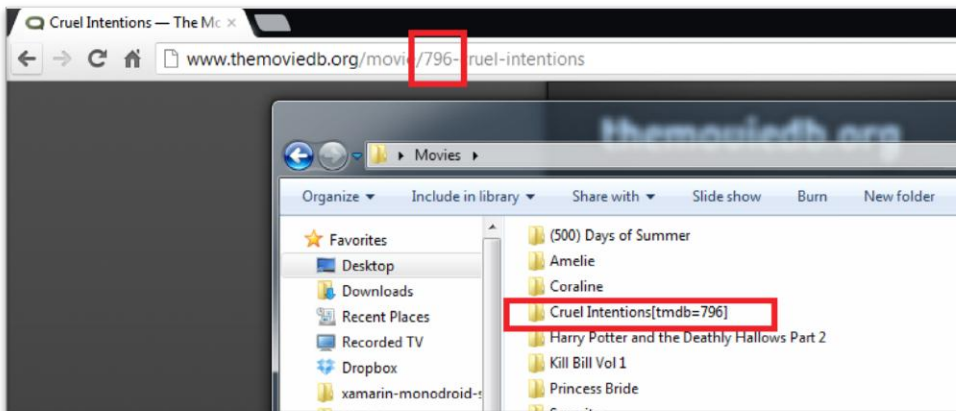 Cruel Intentions — The Mc
www.themoviedb.org/movie/796-cruel-intentions
themoviedb.org
Movies
Organize
Include in library
Share with
Slide show
Burn
New folder
Favorites
Desktop
Downloads
Recent Places
Recorded TV
Dropbox
xamarin-monodroid-s
(500) Days of Summer
Amelie
Coraline
Cruel Intentions[tmdb=796]
Harry Potter and the Deathly Hallows Part 2
Kill Bill Vol 1
Princess Bride